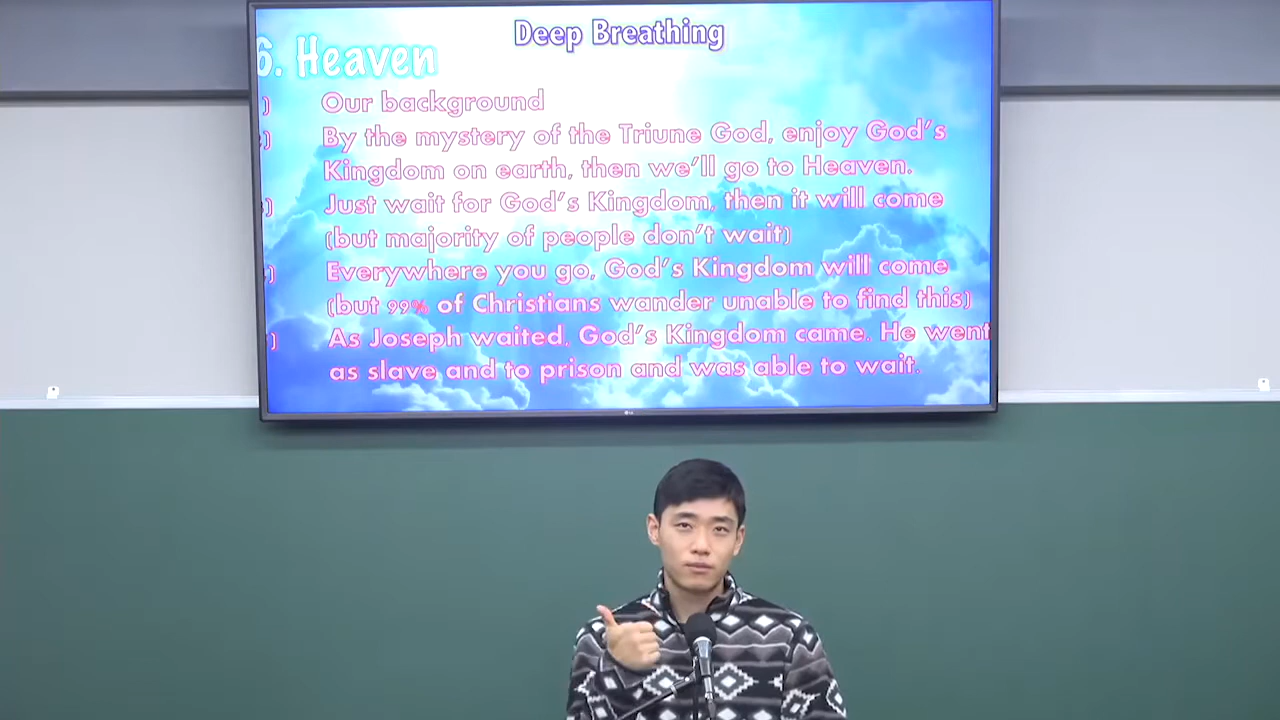 Deep Breathing
6. Heaven
) Our background
) By the mystery of the Triune God, enjoy God's
Kingdom on earth, then we'll go to Heaven.
) Just wait for God's Kingdom, then it will come
(but majority of people don't wait)
) Everywhere you go, God's Kingdom will come
(but 99% of Christians wander unable to find this)
) As Joseph waited, God's Kingdom came. He went
as slave and to prison and was able to wait.
LG